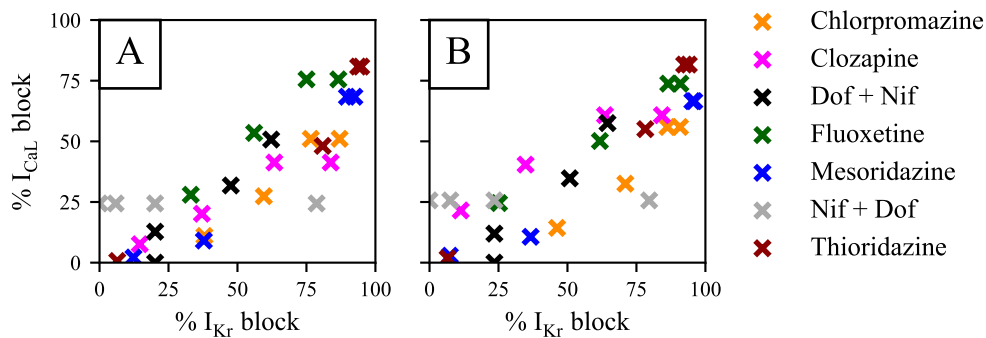 A
B
% I_CaL block
100
75
50
25
0
0
25
50
75
100
0
25
50
75
100
% I_Kr block
% I_Kr block
Chlorpromazine
Clozapine
Dof + Nif
Fluoxetine
Mesoridazine
Nif + Dof
Thioridazine